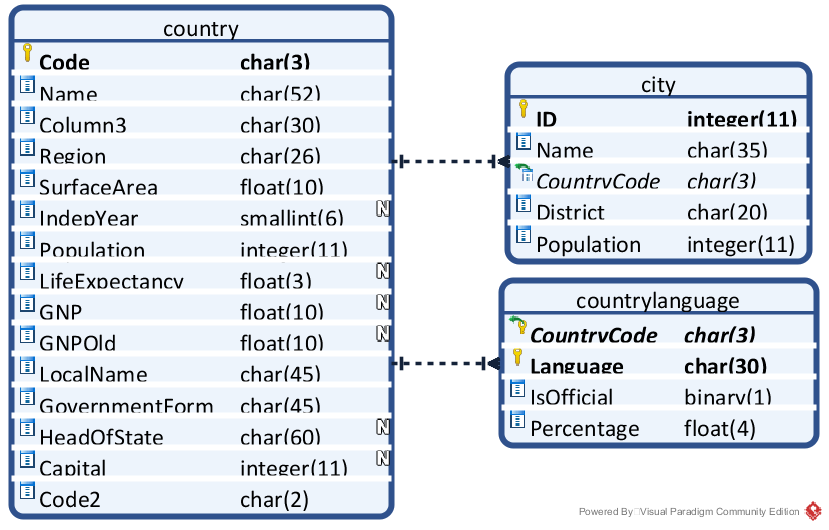 country
Code char(3)
Name char(52)
Column3 char(30)
Region char(26)
SurfaceArea float(10)
IndepYear smallint(6) N
Population integer(11)
LifeExpectancy float(3) N
GNP float(10) N
GNPOld float(10) N
LocalName char(45)
GovernmentForm char(45)
HeadOfState char(60) N
Capital integer(11) N
Code2 char(2)
city
ID integer(11)
Name char(35)
CountryCode char(3)
District char(20)
Population integer(11)
countrylanguage
CountryCode char(3)
Language char(30)
IsOfficial binary(1)
Percentage float(4)
Powered By Visual Paradigm Community Edition